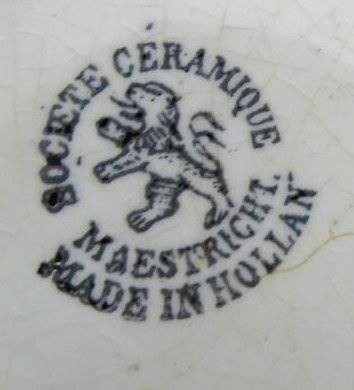 SOCIETE CERAMIQUE
MAESTRICHT.
MADE IN HOLLAN